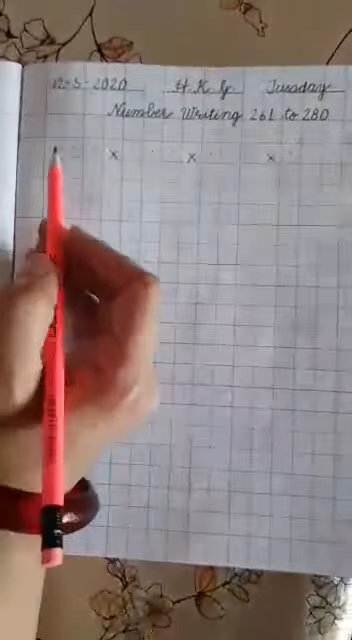 12-5-2020 H.K.G Tuesday
Number Writing 261 to 280
x x x